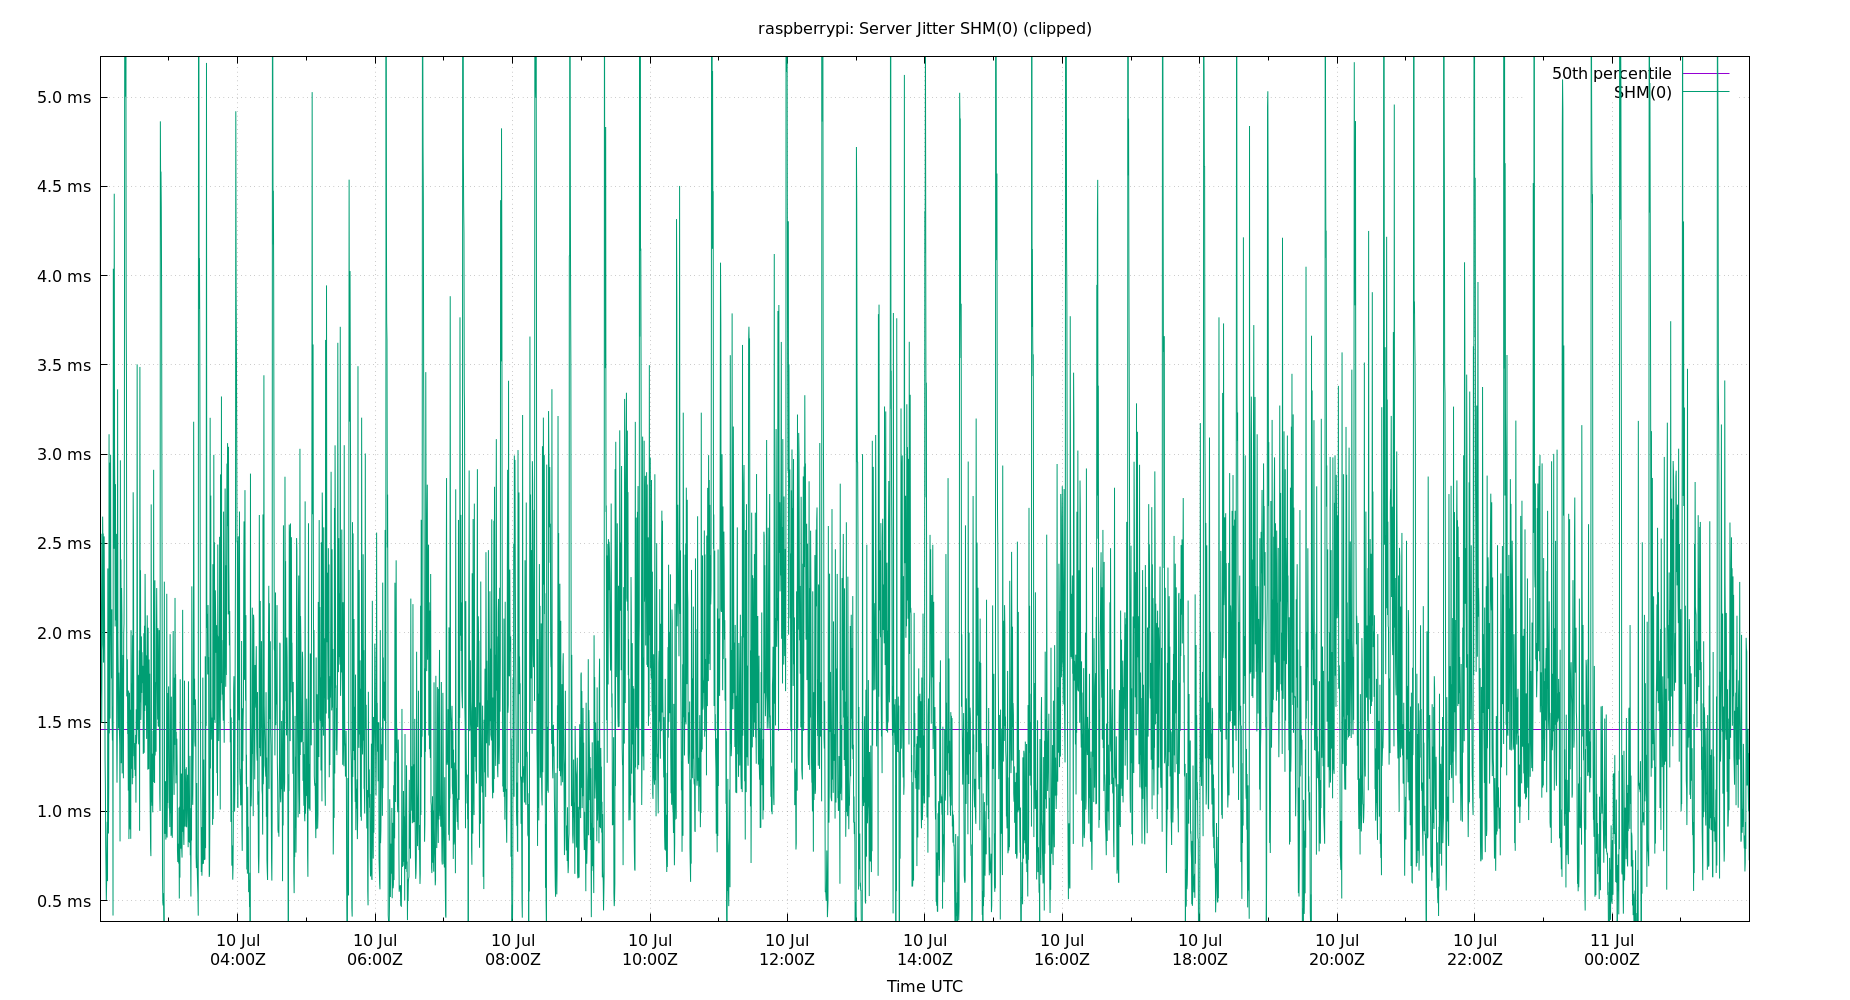 raspberrypi: Server Jitter SHM(0) (clipped)
50th percentile
SHM(0)
5.0 ms
4.5 ms
4.0 ms
3.5 ms
3.0 ms
2.5 ms
2.0 ms
1.5 ms
1.0 ms
0.5 ms
10 Jul 10 Jul 10 Jul 10 Jul 10 Jul 10 Jul 10 Jul 10 Jul 10 Jul 10 Jul 11 Jul
04:00Z 06:00Z 08:00Z 10:00Z 12:00Z 14:00Z 16:00Z 18:00Z 20:00Z 22:00Z 00:00Z
Time UTC